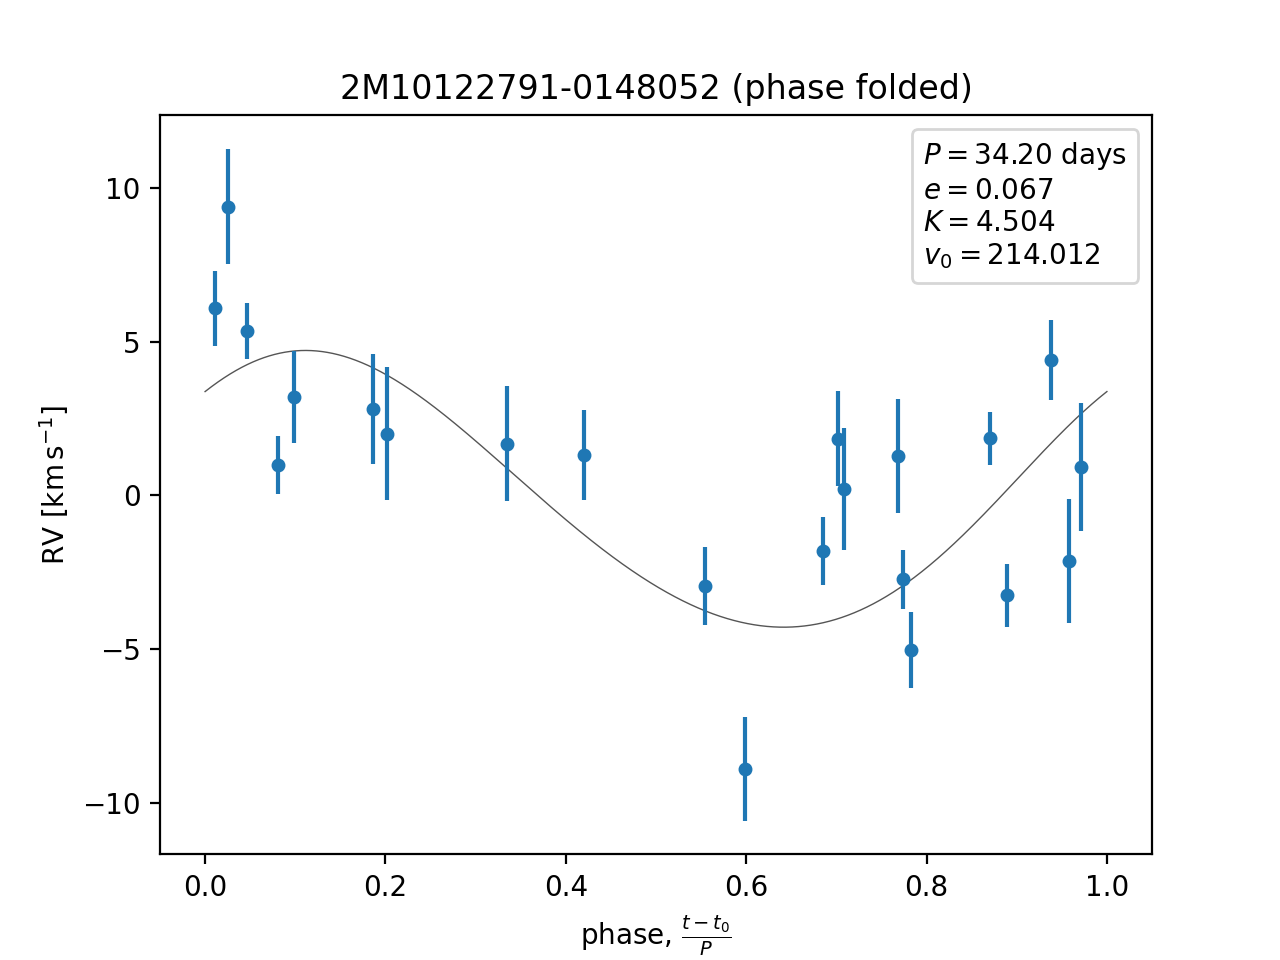 2M10122791-0148052 (phase folded)
P = 34.20 days
e = 0.067
K = 4.504
v₀ = 214.012
RV [km s⁻¹]
10
5
0
−5
−10
0.0 0.2 0.4 0.6 0.8 1.0
phase, (t − t₀)/P